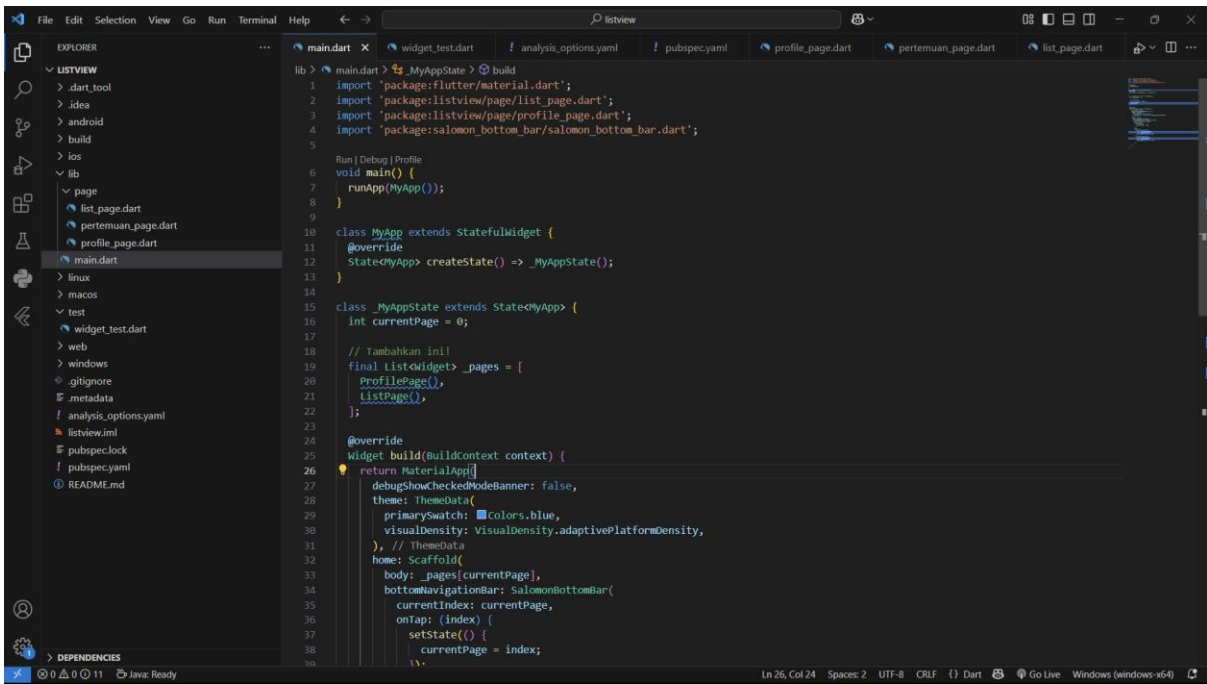 File Edit Selection View Go Run Terminal Help
listview
EXPLORER
LISTVIEW
.dart_tool
.idea
android
build
ios
lib
page
list_page.dart
pertemuan_page.dart
profile_page.dart
main.dart
linux
macos
test
widget_test.dart
web
windows
.gitignore
.metadata
analysis_options.yaml
listview.iml
pubspec.lock
pubspec.yaml
README.md
DEPENDENCIES
main.dart widget_test.dart analysis_options.yaml pubspec.yaml profile_page.dart pertemuan_page.dart list_page.dart
lib > main.dart > _MyAppState > build
1 import 'package:flutter/material.dart';
2 import 'package:listview/page/list_page.dart';
3 import 'package:listview/page/profile_page.dart';
4 import 'package:salomon_bottom_bar/salomon_bottom_bar.dart';
5
Run | Debug | Profile
6 void main() {
7 runApp(MyApp());
8 }
9
10 class MyApp extends StatefulWidget {
11 @override
12 State<MyApp> createState() => _MyAppState();
13 }
14
15 class _MyAppState extends State<MyApp> {
16 int currentPage = 0;
17
18 // Tambahkan ini!
19 final List<Widget> _pages = [
20 ProfilePage(),
21 ListPage(),
22 ];
23
24 @override
25 Widget build(BuildContext context) {
26 return MaterialApp(
27 debugShowCheckedModeBanner: false,
28 theme: ThemeData(
29 primarySwatch: Colors.blue,
30 visualDensity: VisualDensity.adaptivePlatformDensity,
31 ), // ThemeData
32 home: Scaffold(
33 body: _pages[currentPage],
34 bottomNavigationBar: SalomonBottomBar(
35 currentIndex: currentPage,
36 onTap: (index) {
37 setState(() {
38 currentPage = index;
39 });
0 0 11 Java: Ready Ln 26, Col 24 Spaces: 2 UTF-8 CRLF {} Dart Go Live Windows (windows-x64)